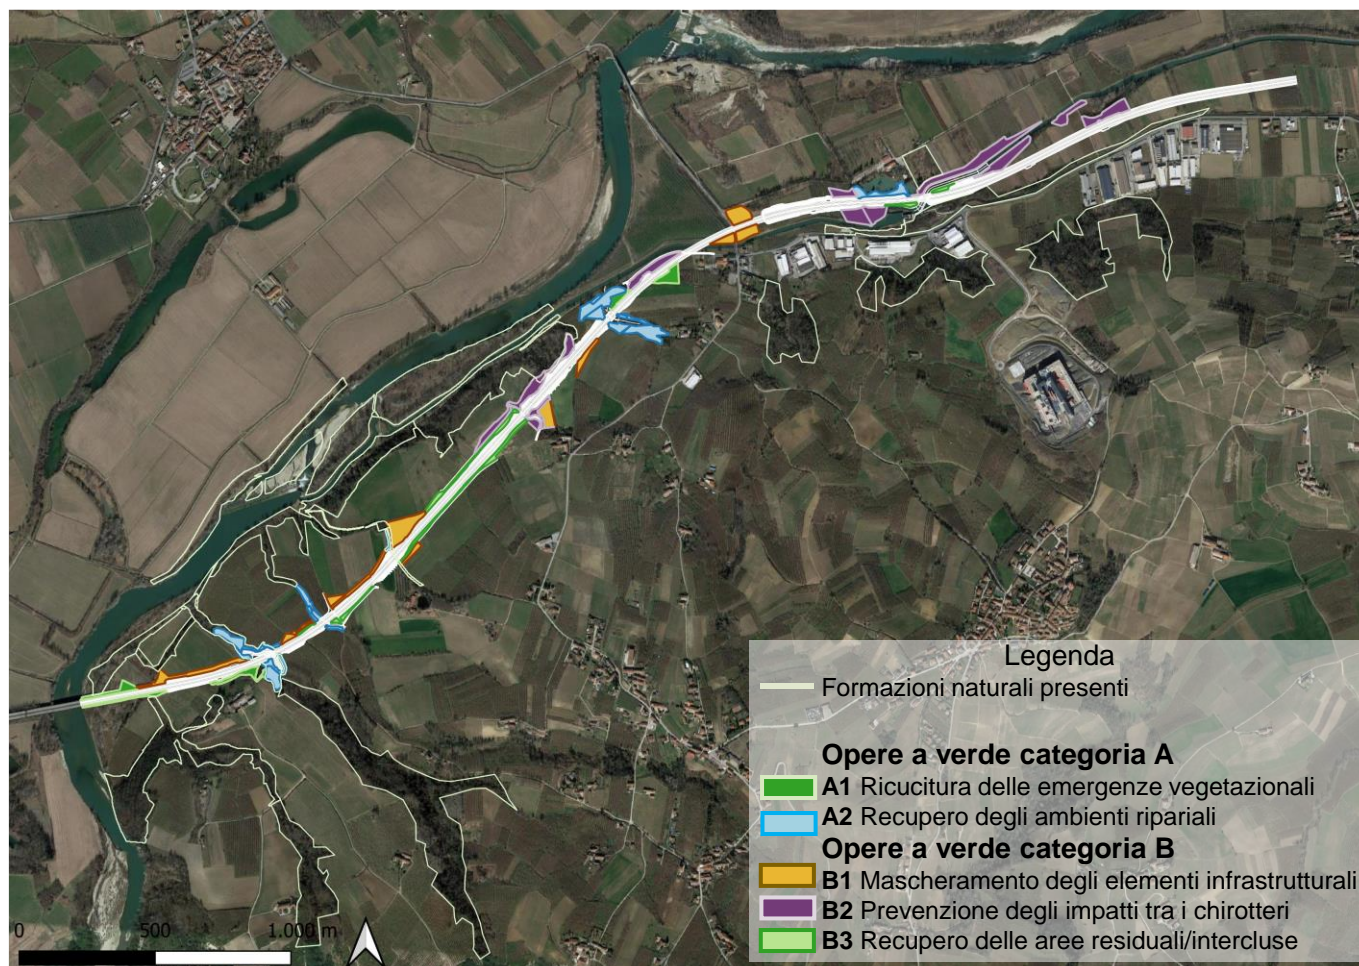 Legenda
Formazioni naturali presenti
Opere a verde categoria A
A1 Ricucitura delle emergenze vegetazionali
A2 Recupero degli ambienti ripariali
Opere a verde categoria B
B1 Mascheramento degli elementi infrastrutturali
B2 Prevenzione degli impatti tra i chirotteri
B3 Recupero delle aree residuali/intercluse
0 500 1.000 m